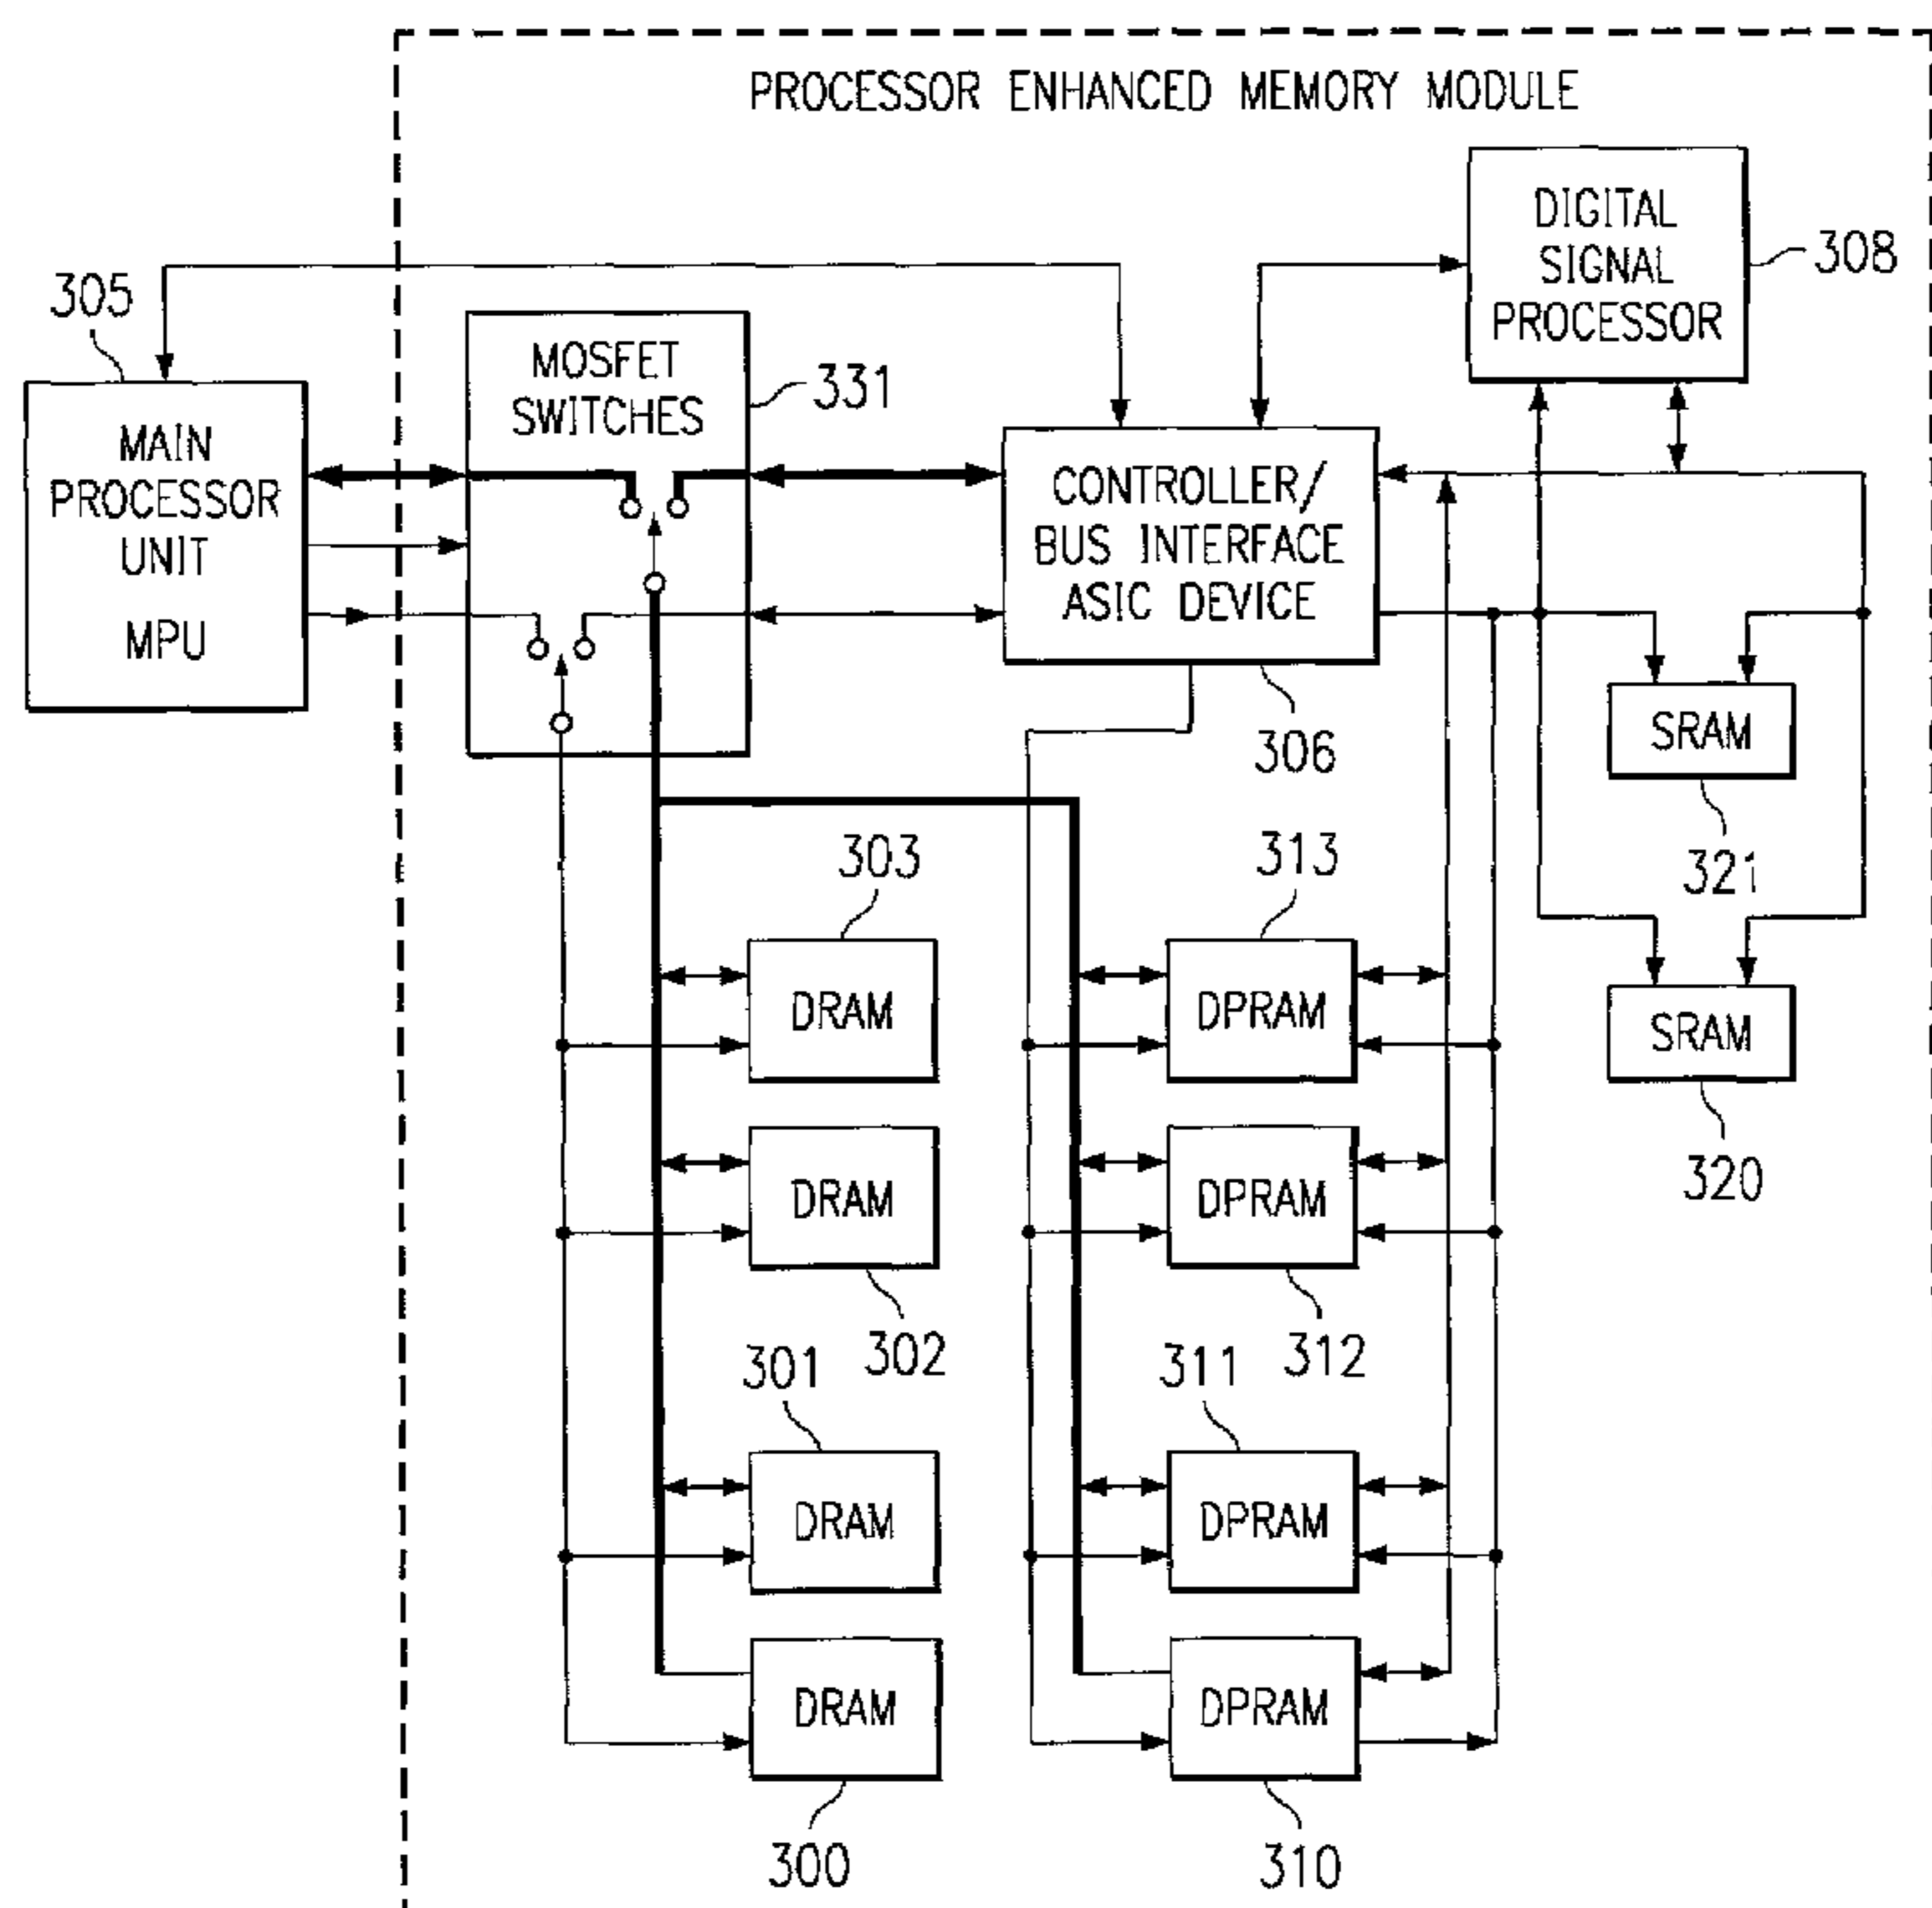 PROCESSOR ENHANCED MEMORY MODULE
DIGITAL
SIGNAL
PROCESSOR
308
305
MOSFET
SWITCHES
331
MAIN
PROCESSOR
UNIT
MPU
CONTROLLER/
BUS INTERFACE
ASIC DEVICE
306
SRAM
321
303
313
DRAM
DPRAM
SRAM
320
DRAM
DPRAM
302
312
301
311
DRAM
DPRAM
DRAM
DPRAM
300
310